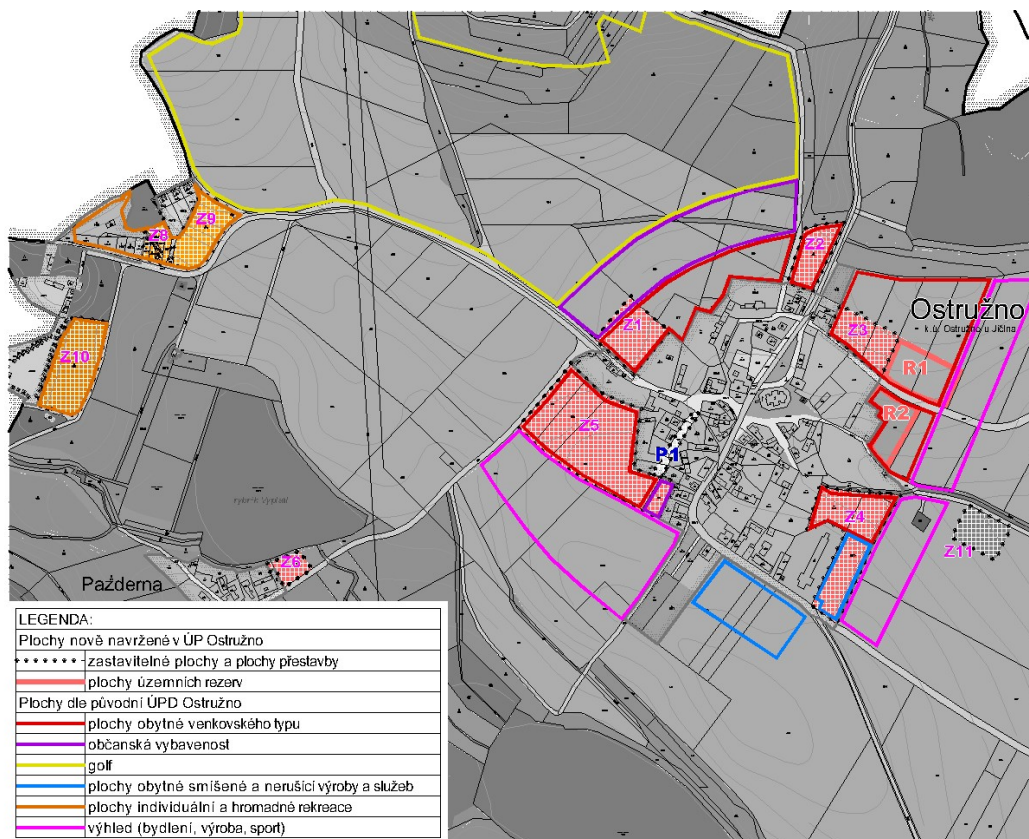 Z9
Z8
Z2
Z10
Z1
Z3
Ostružno
k.ú. Ostružno u Jičína
R1
R2
Z5
P1
Z4
Z11
Z6
Pažderna
LEGENDA:
Plochy nově navržené v ÚP Ostružno
zastavitelné plochy a plochy přestavby
plochy územních rezerv
Plochy dle původní ÚPD Ostružno
plochy obytné venkovského typu
občanská vybavenost
golf
plochy obytné smíšené a nerušící výroby a služeb
plochy individuální a hromadné rekreace
výhled (bydlení, výroba, sport)